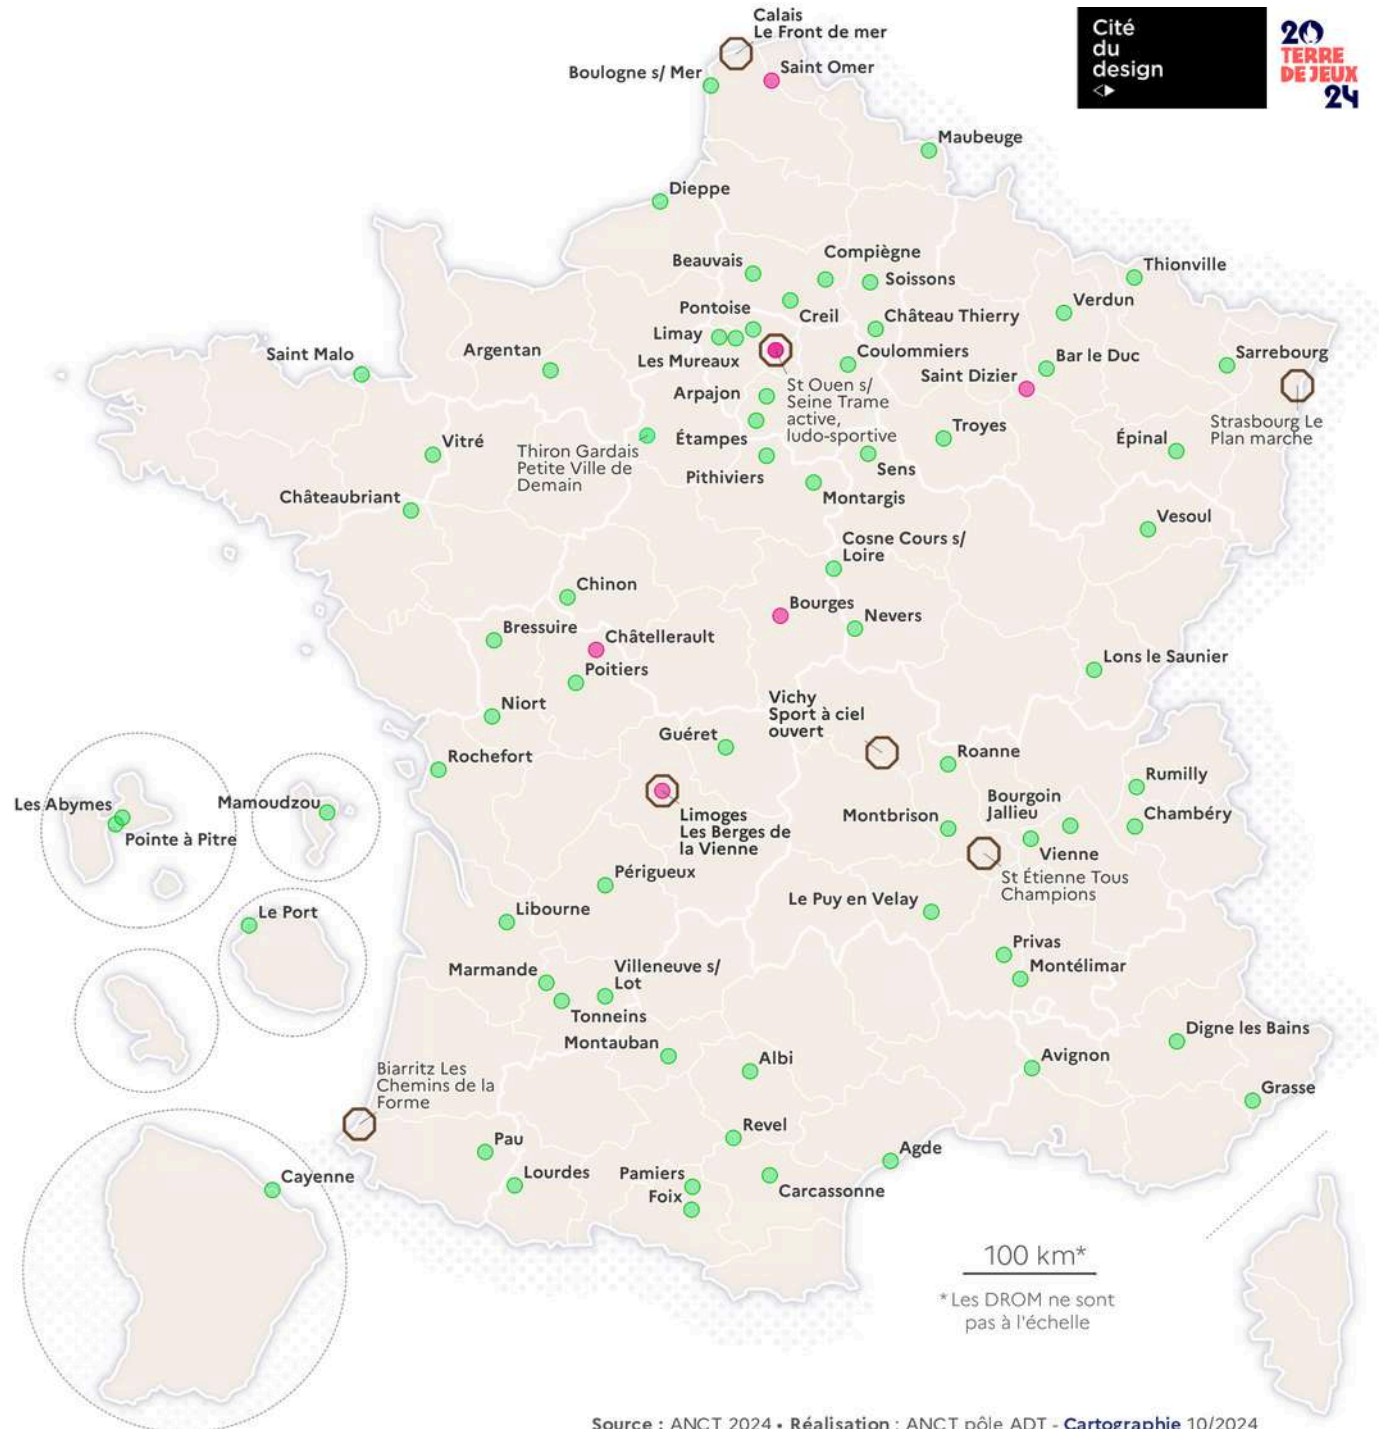 Calais
Le Front de mer
Cité
du
design
20
TERRE
DE JEUX
24
Boulogne s/ Mer
Saint Omer
Maubeuge
Dieppe
Beauvais
Compiègne
Soissons
Thionville
Pontoise
Creil
Verdun
Limay
Château Thierry
Les Mureaux
Saint Malo
Argentan
Coulommiers
Bar le Duc
Sarrebourg
Saint Dizier
Arpajon
St Ouen s/
Seine Trame
active,
ludo-sportive
Strasbourg Le
Plan marche
Vitré
Thiron Gardais
Petite Ville de
Demain
Étampes
Troyes
Épinal
Pithiviers
Sens
Châteaubriant
Montargis
Vesoul
Cosne Cours s/
Loire
Chinon
Bourges
Nevers
Bressuire
Châtellerault
Poitiers
Lons le Saunier
Niort
Vichy
Sport à ciel
ouvert
Guéret
Rochefort
Roanne
Rumilly
Les Abymes
Mamoudzou
Pointe à Pitre
Limoges
Les Berges de
la Vienne
Montbrison
Bourgoin
Jallieu
Chambéry
Vienne
St Étienne Tous
Champions
Périgueux
Le Puy en Velay
Le Port
Libourne
Privas
Montélimar
Marmande
Villeneuve s/
Lot
Tonneins
Montauban
Albi
Avignon
Digne les Bains
Biarritz Les
Chemins de la
Forme
Grasse
Revel
Pau
Agde
Cayenne
Lourdes
Pamiers
Foix
Carcassonne
100 km*
* Les DROM ne sont
pas à l'échelle
Source : ANCT 2024 • Réalisation : ANCT pôle ADT - Cartographie 10/2024